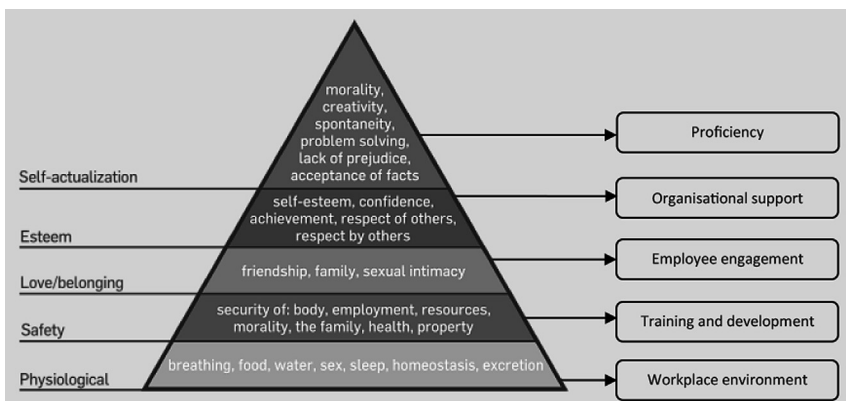 morality,
creativity,
spontaneity,
problem solving,
lack of prejudice,
acceptance of facts
Proficiency
Self-actualization
self-esteem, confidence,
achievement, respect of others,
respect by others
Organisational support
Esteem
friendship, family, sexual intimacy
Employee engagement
Love/belonging
security of: body, employment, resources,
morality, the family, health, property
Training and development
Safety
breathing, food, water, sex, sleep, homeostasis, excretion
Workplace environment
Physiological